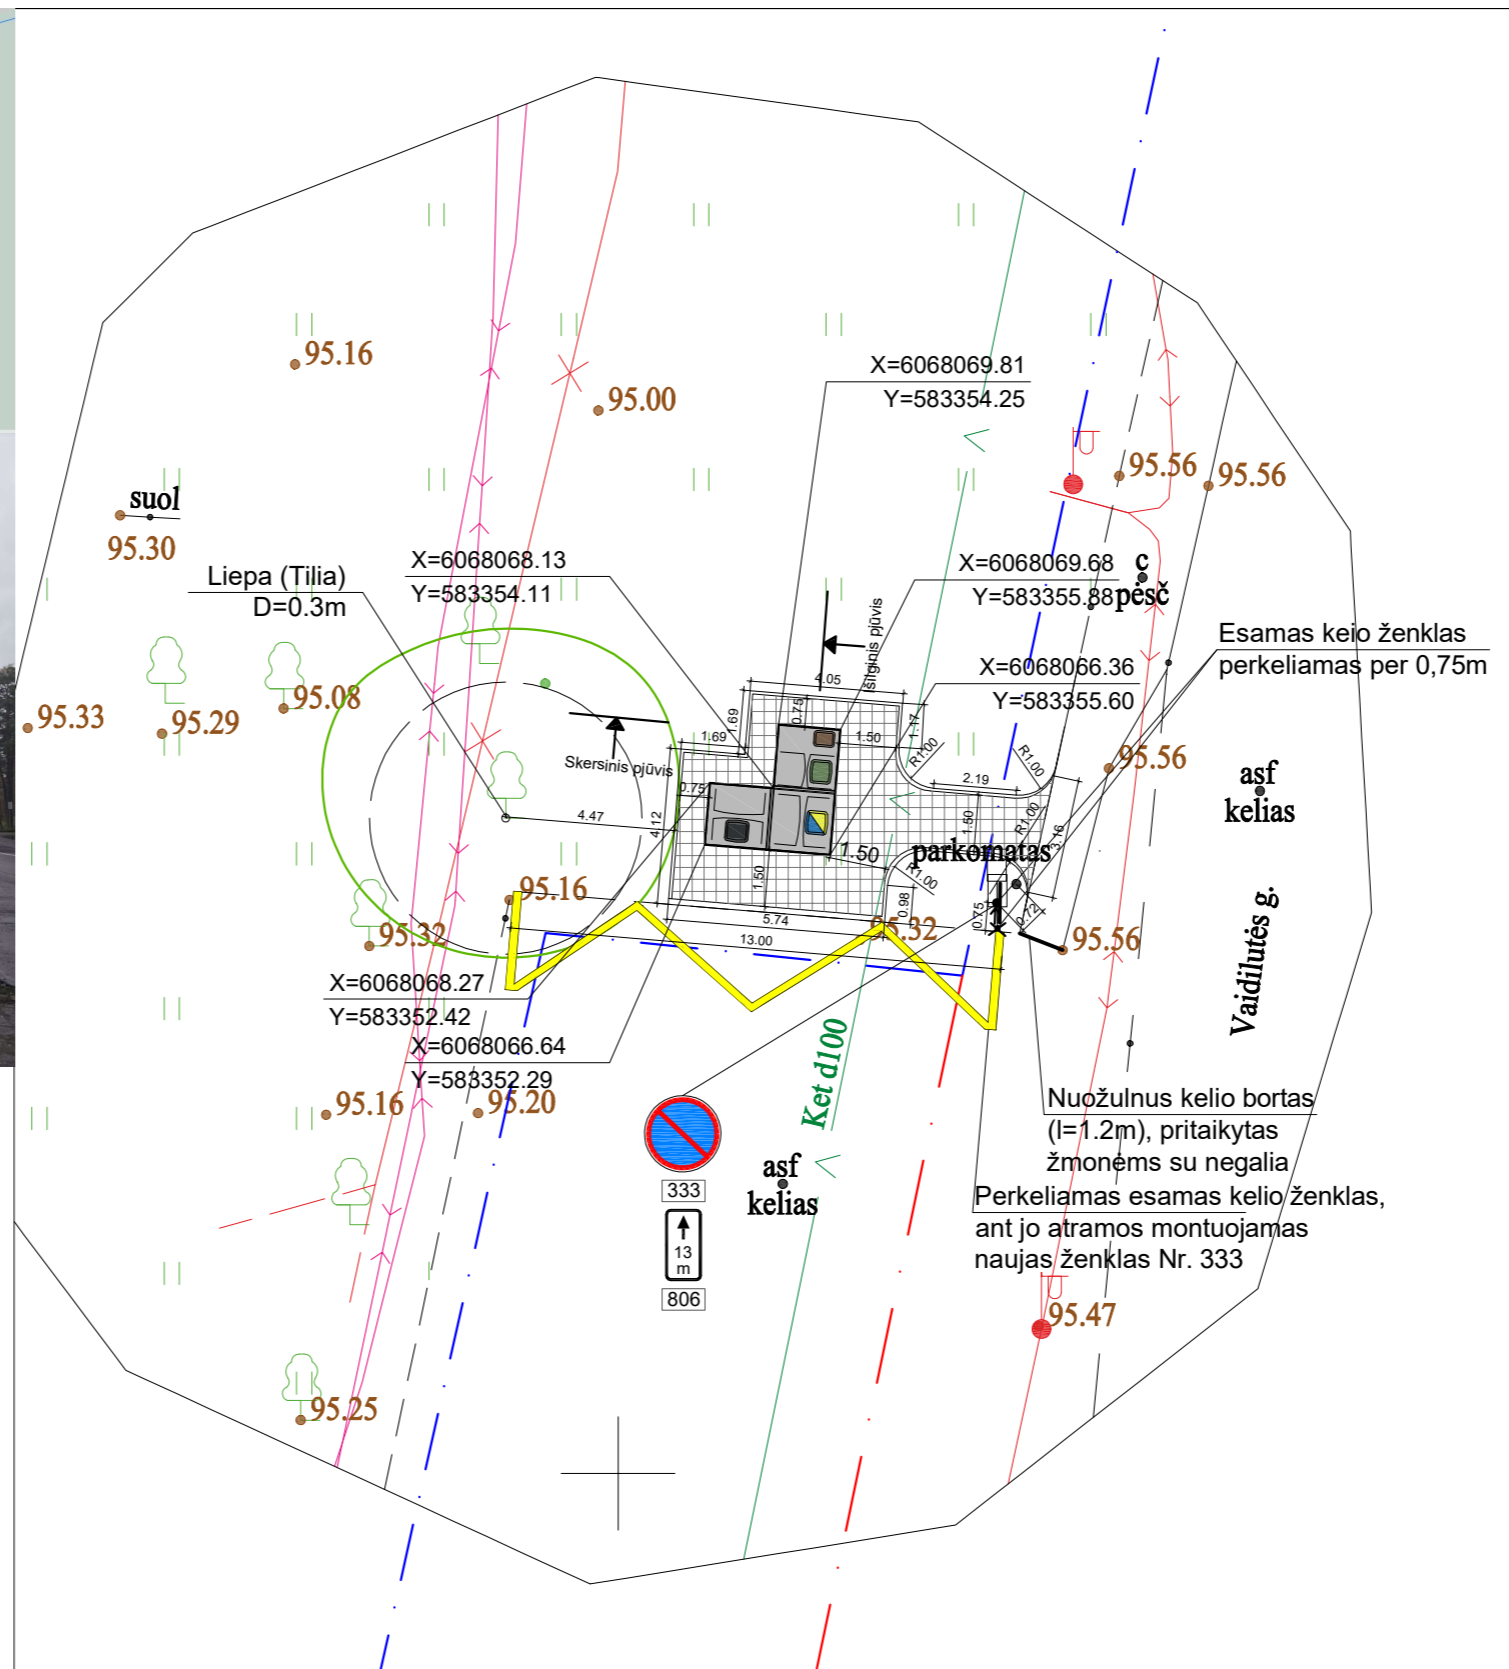 95.16
95.00
X=6068069.81
Y=583354.25
95.56
95.56
suol
95.30
Liepa (Tilia)
D=0.3m
X=6068068.13
Y=583354.11
X=6068069.68
Y=583355.88
c
pėsč
Išilginis pjūvis
Esamas keio ženklas
perkeliamas per 0,75m
X=6068066.36
Y=583355.60
95.33
95.29
95.08
4.05
1.69
0.75
1.17
1.69
1.50
R1.00
R1.00
Skersinis pjūvis
2.19
95.56
asf
kelias
0.75
4.47
4.12
1.50
R1.00
3.16
1.50
parkomatas
1.50
R1.00
0.98
0.75
0.72
95.16
5.74
95.32
95.32
13.00
95.56
Vaidilutės g.
X=6068068.27
Y=583352.42
X=6068066.64
Y=583352.29
Ket d100
95.16
95.20
Nuožulnus kelio bortas
(l=1.2m), pritaikytas
žmonėms su negalia
asf
kelias
333
13
m
806
Perkeliamas esamas kelio ženklas,
ant jo atramos montuojamas
naujas ženklas Nr. 333
95.47
95.25